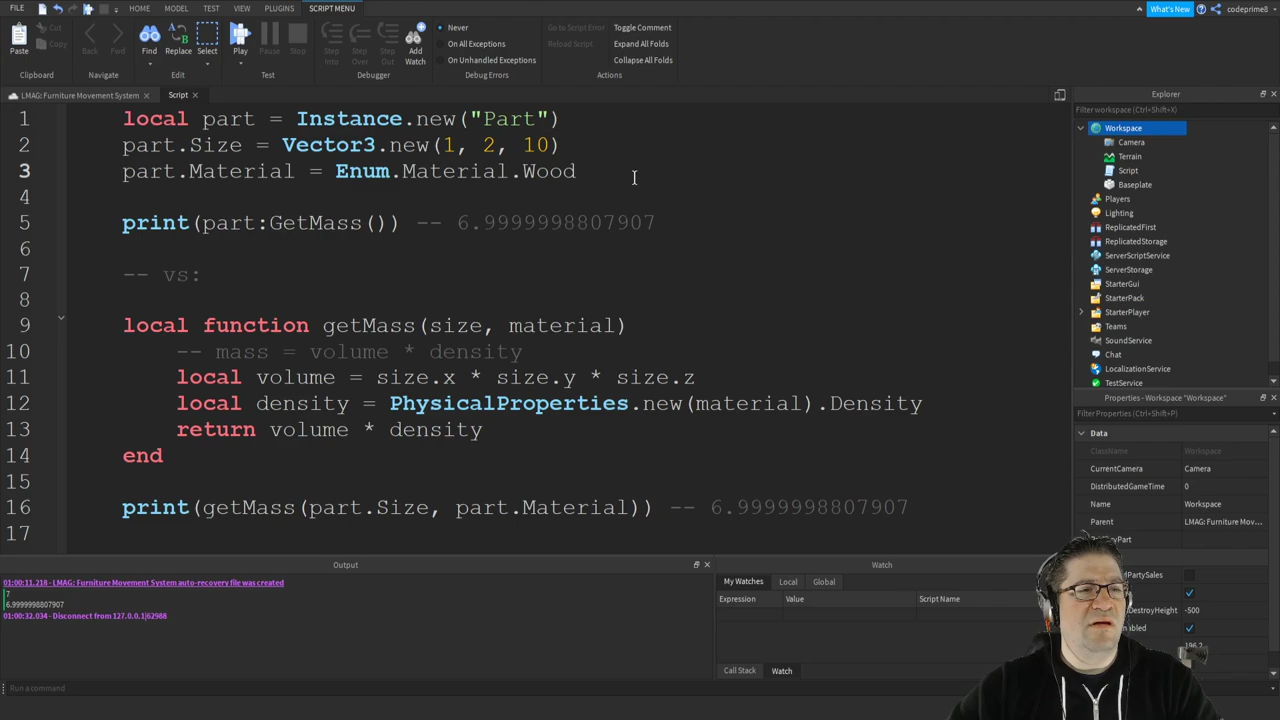 FILE HOME MODEL TEST VIEW PLUGINS SCRIPT MENU What's New codeprime8
Paste Cut Copy Back Find Find Replace Select Play Pause Stop Step Into Step Over Step Out Add Watch Never On All Exceptions On Unhandled Exceptions Go to Script Error Reload Script Toggle Comment Expand All Folds Collapse All Folds
Clipboard Navigate Edit Test Debugger Debug Errors Actions
LMAG: Furniture Movement System × Script ×
1 local part = Instance.new("Part")
2 part.Size = Vector3.new(1, 2, 10)
3 part.Material = Enum.Material.Wood
4
5 print(part:GetMass()) -- 6.9999998807907
6
7 -- vs:
8
9 local function getMass(size, material)
10 -- mass = volume * density
11 local volume = size.x * size.y * size.z
12 local density = PhysicalProperties.new(material).Density
13 return volume * density
14 end
15
16 print(getMass(part.Size, part.Material)) -- 6.9999998807907
17
Explorer
Filter workspace (Ctrl+Shift+X)
Workspace
Camera
Terrain
Script
Baseplate
Players
Lighting
ReplicatedFirst
ReplicatedStorage
ServerScriptService
ServerStorage
StarterGui
StarterPack
StarterPlayer
Teams
SoundService
Chat
LocalizationService
TestService
Properties - Workspace "Workspace"
Filter Properties (Ctrl+Shift+P)
Data
ClassName Workspace
CurrentCamera Camera
DistributedGameTime 0
Name Workspace
Parent LMAG: Furniture Mov...
-500
196.2
Output
01:00:11.218 - LMAG: Furniture Movement System auto-recovery file was created
7
6.9999998807907
01:00:32.034 - Disconnect from 127.0.0.1|62988
Watch
My Watches Local Global
Expression Value Script Name
Call Stack Watch
Run a command